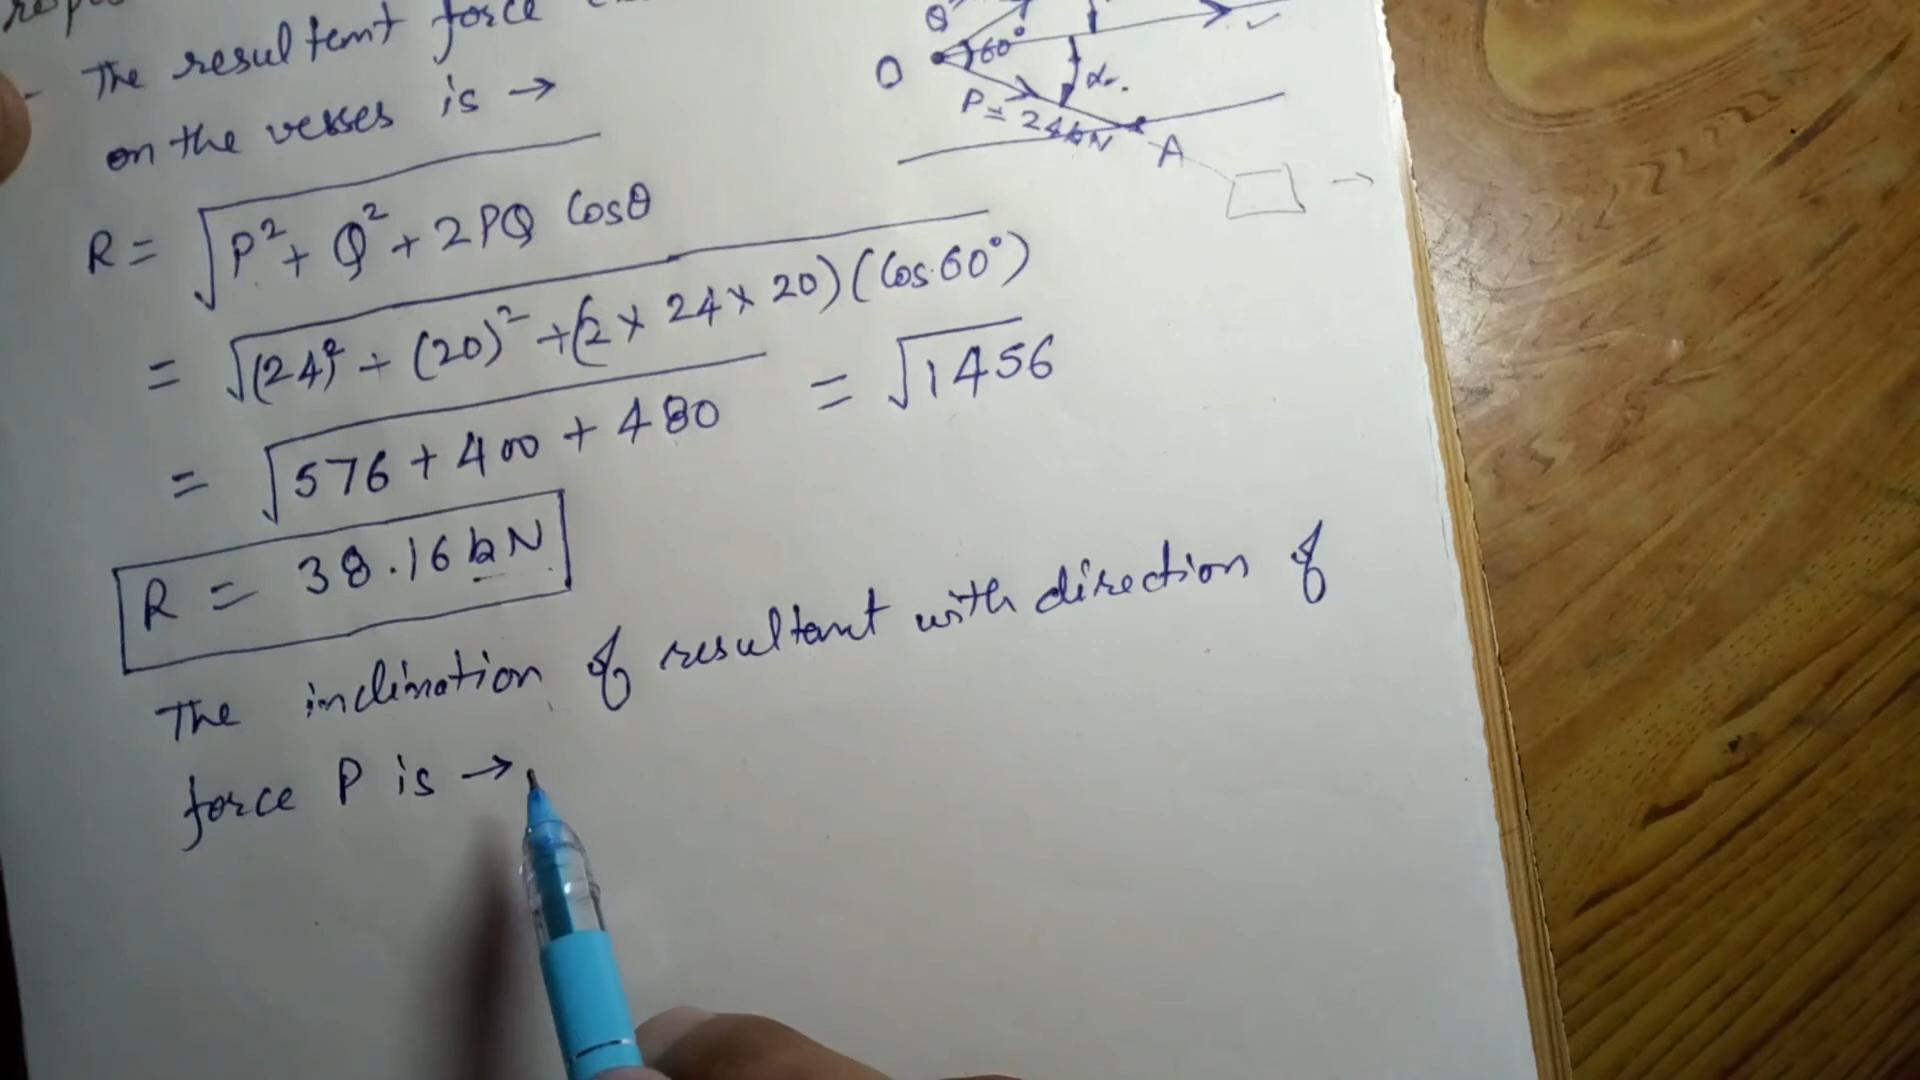 The resultant force
on the vesses is →
R = √P² + Q² + 2PQ Cosθ
= √(24)² + (20)² + (2 × 24 × 20) (Cos 60°)
= √576 + 400 + 480 = √1456
R = 38.16 kN
The inclination of resultant with direction of
force P is →
Q
O
60°
α
P = 24 kN
A